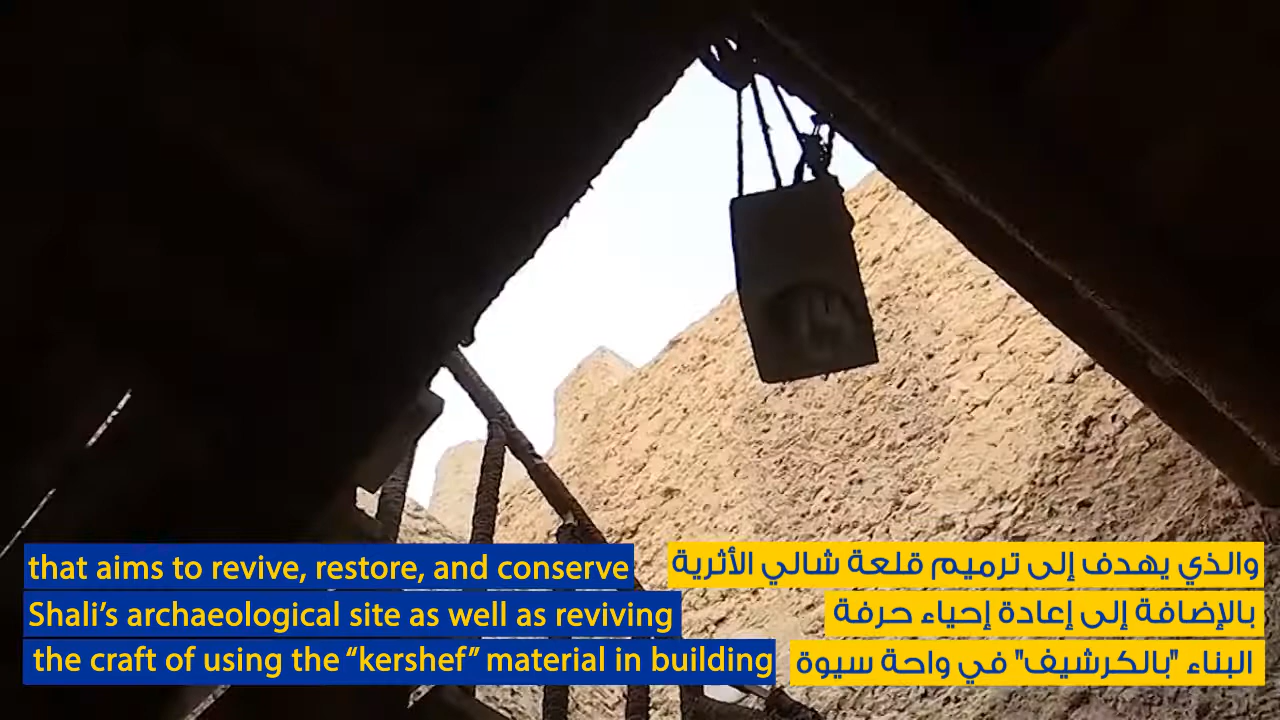 that aims to revive, restore, and conserve
Shali’s archaeological site as well as reviving
the craft of using the “kershef” material in building
والذي يهدف إلى ترميم قلعة شالي الأثرية
بالإضافة إلى إعادة إحياء حرفة
البناء "بالكرشيف" في واحة سيوة